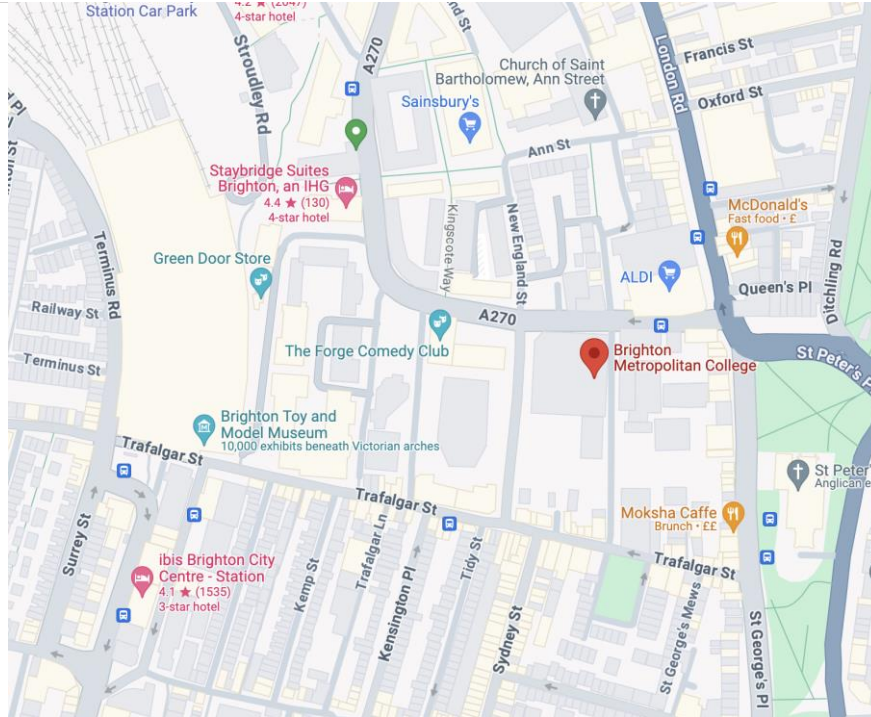 Station Car Park
4.2 ★ (2047)
4-star hotel
Stroudley Rd
A270
London Rd
Francis St
Oxford St
Church of Saint
Bartholomew, Ann Street
Sainsbury's
Ann St
Staybridge Suites
Brighton, an IHG
4.4 ★ (130)
4-star hotel
Kingscote Way
New England St
McDonald's
Fast food · £
Ditchling Rd
Terminus Rd
Green Door Store
ALDI
Queen's Pl
Railway St
A270
The Forge Comedy Club
Brighton
Metropolitan College
St Peter's
Terminus St
Brighton Toy and
Model Museum
10,000 exhibits beneath Victorian arches
Trafalgar St
St Peter
Anglican
Trafalgar St
Moksha Caffe
Brunch · ££
Surrey St
ibis Brighton City
Centre - Station
4.1 ★ (1535)
3-star hotel
Kemp St
Trafalgar Ln
Kensington Pl
Tidy St
Sydney St
Trafalgar St
St George's Mews
St George's Pl